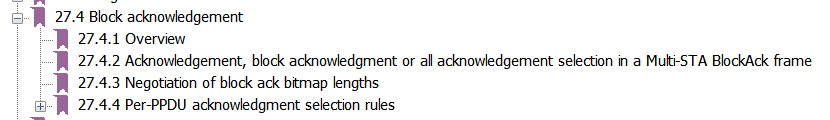 27.4 Block acknowledgement
27.4.1 Overview
27.4.2 Acknowledgement, block acknowledgment or all acknowledgement selection in a Multi-STA BlockAck frame
27.4.3 Negotiation of block ack bitmap lengths
27.4.4 Per-PPDU acknowledgment selection rules